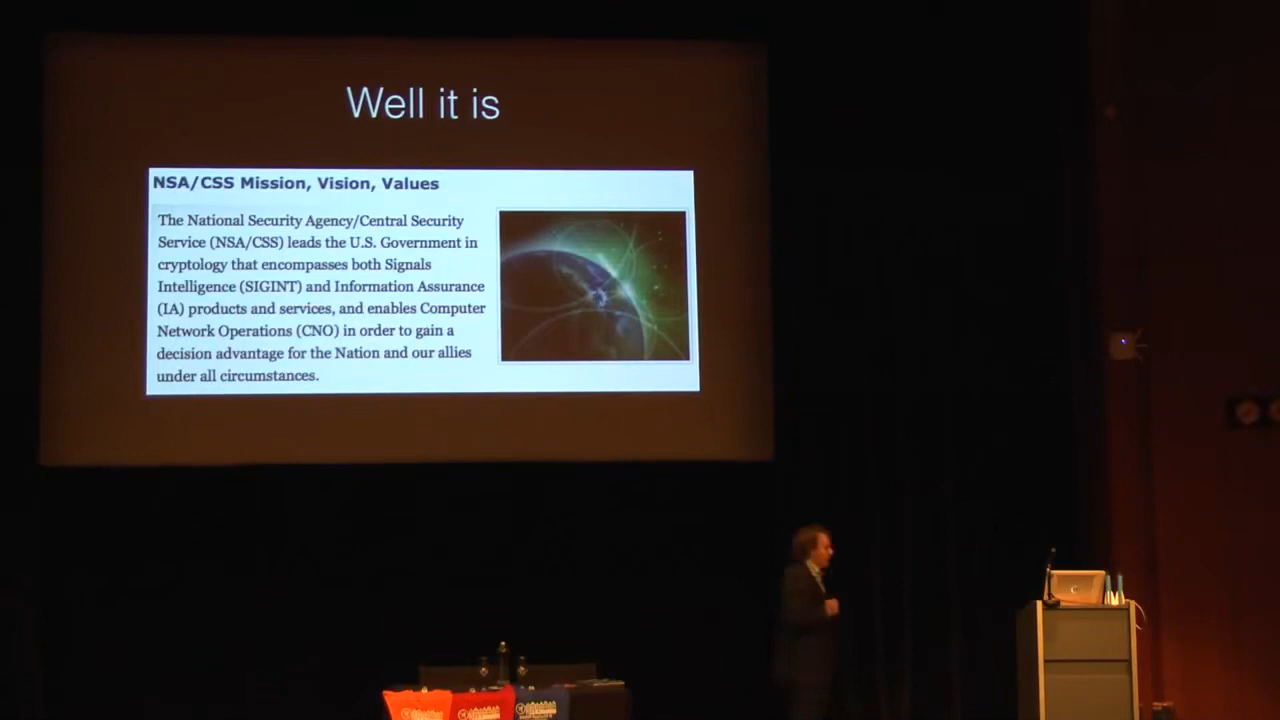 Well it is
NSA/CSS Mission, Vision, Values
The National Security Agency/Central Security
Service (NSA/CSS) leads the U.S. Government in
cryptology that encompasses both Signals
Intelligence (SIGINT) and Information Assurance
(IA) products and services, and enables Computer
Network Operations (CNO) in order to gain a
decision advantage for the Nation and our allies
under all circumstances.